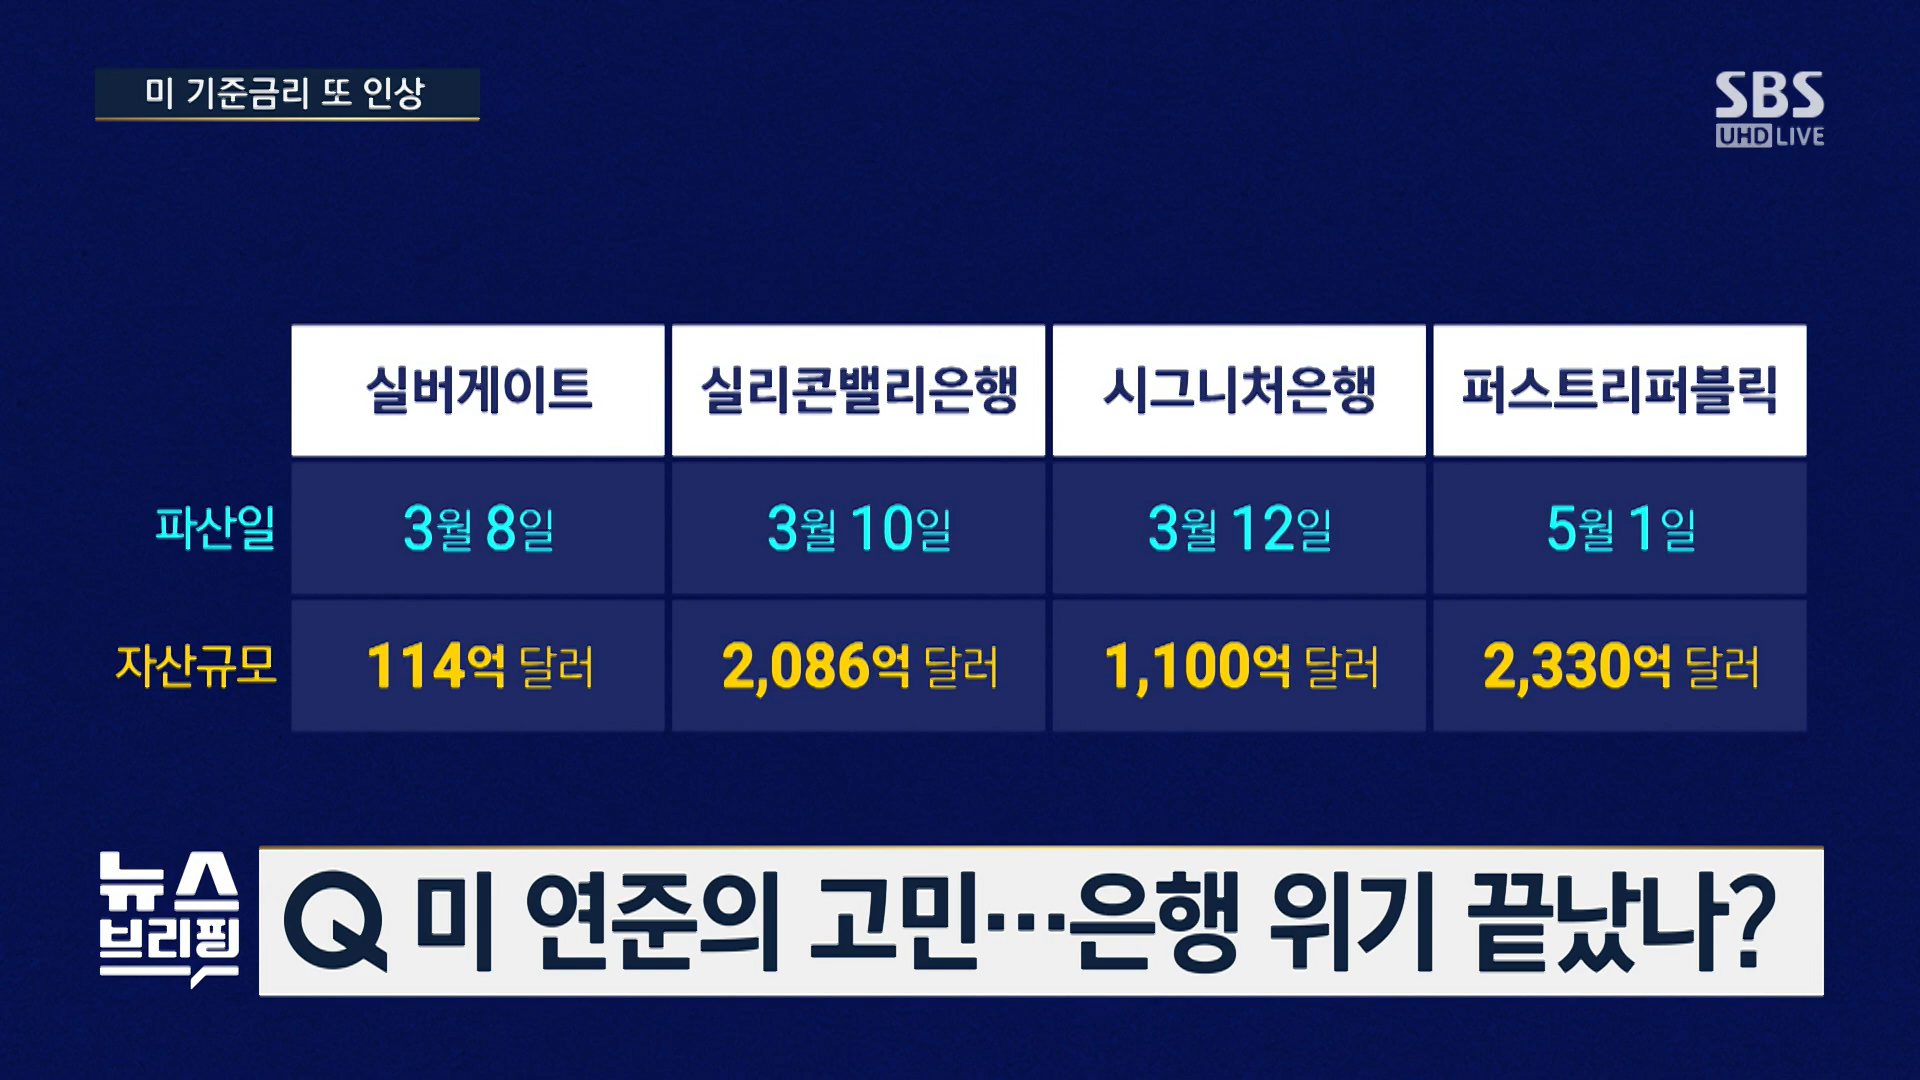 미 기준금리 또 인상
SBS
UHD LIVE
실버게이트 실리콘밸리은행 시그니처은행 퍼스트리퍼블릭
파산일 3월 8일 3월 10일 3월 12일 5월 1일
자산규모 114억 달러 2,086억 달러 1,100억 달러 2,330억 달러
뉴스
브리핑
Q 미 연준의 고민…은행 위기 끝났나?